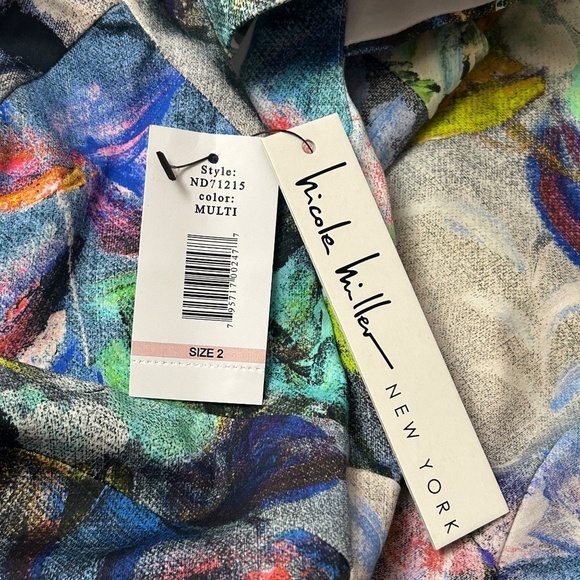 Style:
ND71215
color:
MULTI
7 95717 00247 7
SIZE 2
nicole miller
NEW YORK